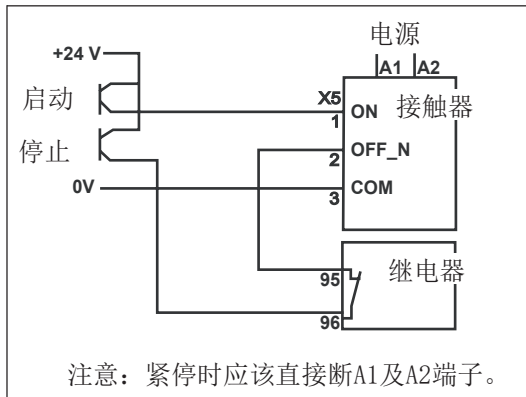 电源
+24 V
A1 A2
启动
X5
1 ON
接触器
停止
2 OFF_N
0V
3 COM
95
继电器
96
注意：紧停时应该直接断A1及A2端子。